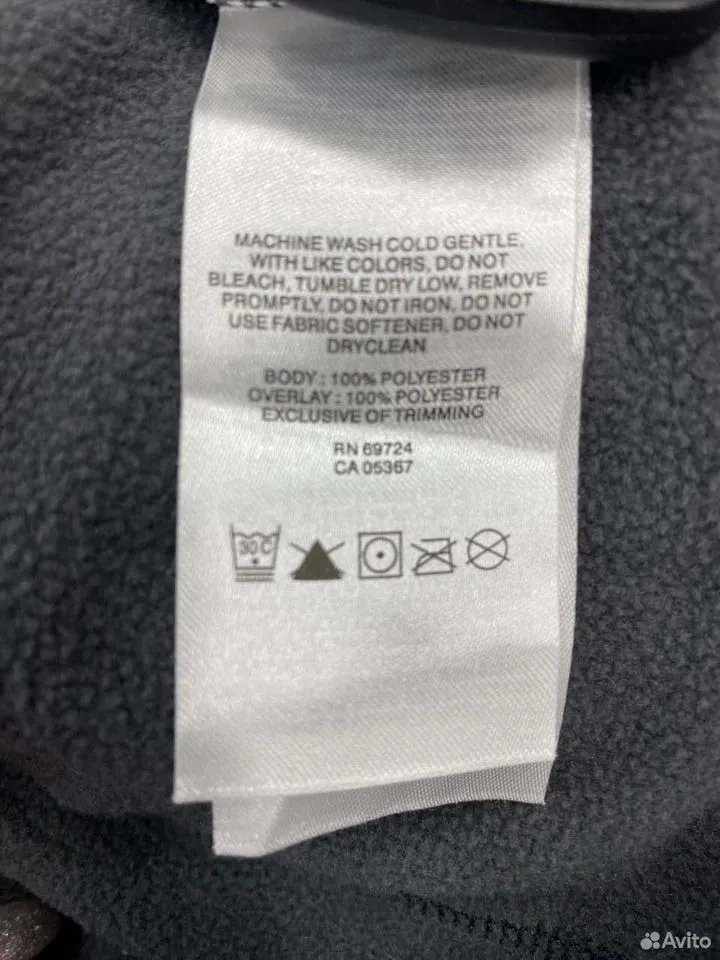 MACHINE WASH COLD GENTLE,
WITH LIKE COLORS, DO NOT
BLEACH, TUMBLE DRY LOW, REMOVE
PROMPTLY, DO NOT IRON, DO NOT
USE FABRIC SOFTENER, DO NOT
DRYCLEAN
BODY : 100% POLYESTER
OVERLAY : 100% POLYESTER
EXCLUSIVE OF TRIMMING
RN 69724
CA 05367
30 C
Avito